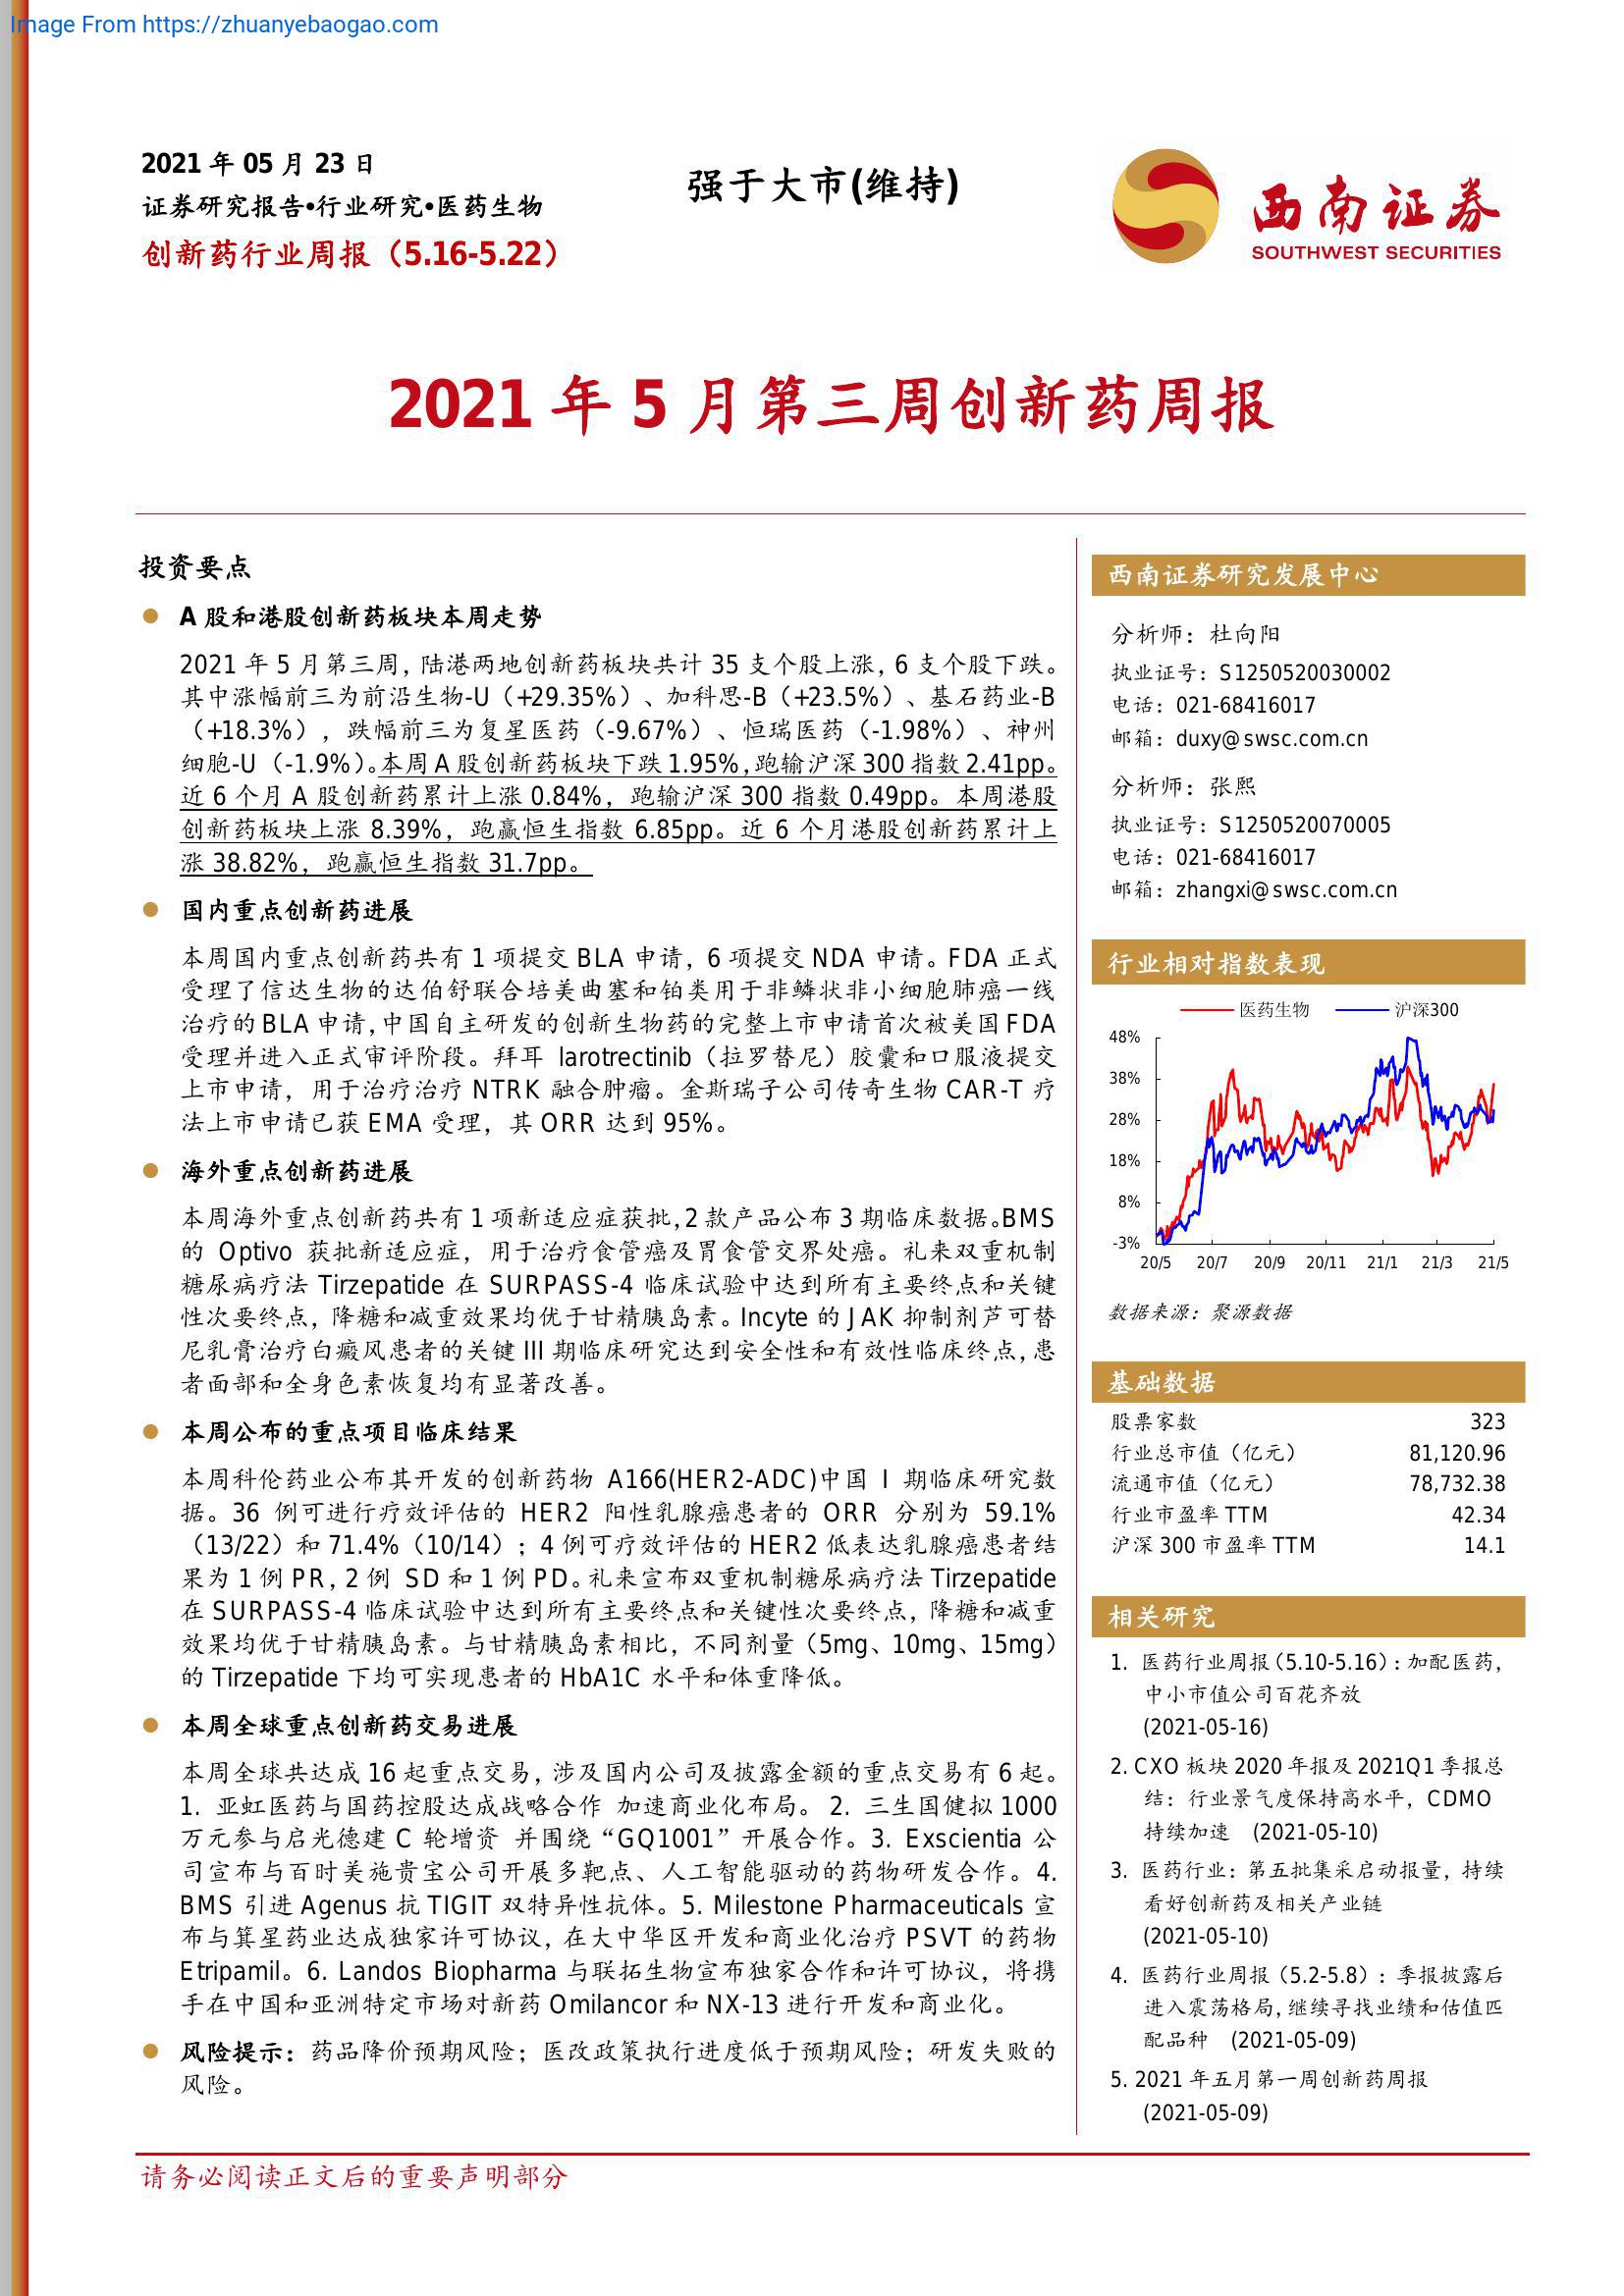 Image From https://zhuanyebaogao.com
2021 年 05 月 23 日
证券研究报告•行业研究•医药生物
创新药行业周报（5.16-5.22）
强于大市(维持)
西南证券
SOUTHWEST SECURITIES
2021 年 5 月第三周创新药周报
投资要点
A 股和港股创新药板块本周走势
2021 年 5 月第三周，陆港两地创新药板块共计 35 支个股上涨，6 支个股下跌。
其中涨幅前三为前沿生物-U（+29.35%）、加科思-B（+23.5%）、基石药业-B
（+18.3%），跌幅前三为复星医药（-9.67%）、恒瑞医药（-1.98%）、神州
细胞-U（-1.9%）。本周 A 股创新药板块下跌 1.95%，跑输沪深 300 指数 2.41pp。
近 6 个月 A 股创新药累计上涨 0.84%，跑输沪深 300 指数 0.49pp。本周港股
创新药板块上涨 8.39%，跑赢恒生指数 6.85pp。近 6 个月港股创新药累计上
涨 38.82%，跑赢恒生指数 31.7pp。
国内重点创新药进展
本周国内重点创新药共有 1 项提交 BLA 申请，6 项提交 NDA 申请。FDA 正式
受理了信达生物的达伯舒联合培美曲塞和铂类用于非鳞状非小细胞肺癌一线
治疗的 BLA 申请，中国自主研发的创新生物药的完整上市申请首次被美国 FDA
受理并进入正式审评阶段。拜耳 larotrectinib（拉罗替尼）胶囊和口服液提交
上市申请，用于治疗治疗 NTRK 融合肿瘤。金斯瑞子公司传奇生物 CAR-T 疗
法上市申请已获 EMA 受理，其 ORR 达到 95%。
海外重点创新药进展
本周海外重点创新药共有 1 项新适应症获批，2 款产品公布 3 期临床数据。BMS
的 Optivo 获批新适应症，用于治疗食管癌及胃食管交界处癌。礼来双重机制
糖尿病疗法 Tirzepatide 在 SURPASS-4 临床试验中达到所有主要终点和关键
性次要终点，降糖和减重效果均优于甘精胰岛素。Incyte 的 JAK 抑制剂芦可替
尼乳膏治疗白癜风患者的关键 III 期临床研究达到安全性和有效性临床终点，患
者面部和全身色素恢复均有显著改善。
本周公布的重点项目临床结果
本周科伦药业公布其开发的创新药物 A166(HER2-ADC)中国 I 期临床研究数
据。36 例可进行疗效评估的 HER2 阳性乳腺癌患者的 ORR 分别为 59.1%
（13/22）和 71.4%（10/14）；4 例可疗效评估的 HER2 低表达乳腺癌患者结
果为 1 例 PR，2 例 SD 和 1 例 PD。礼来宣布双重机制糖尿病疗法 Tirzepatide
在 SURPASS-4 临床试验中达到所有主要终点和关键性次要终点，降糖和减重
效果均优于甘精胰岛素。与甘精胰岛素相比，不同剂量（5mg、10mg、15mg）
的 Tirzepatide 下均可实现患者的 HbA1C 水平和体重降低。
本周全球重点创新药交易进展
本周全球共达成 16 起重点交易，涉及国内公司及披露金额的重点交易有 6 起。
1. 亚虹医药与国药控股达成战略合作 加速商业化布局。 2. 三生国健拟 1000
万元参与启光德建 C 轮增资 并围绕“GQ1001”开展合作。3. Exscientia 公
司宣布与百时美施贵宝公司开展多靶点、人工智能驱动的药物研发合作。4.
BMS 引进 Agenus 抗 TIGIT 双特异性抗体。5. Milestone Pharmaceuticals 宣
布与箕星药业达成独家许可协议，在大中华区开发和商业化治疗 PSVT 的药物
Etripamil。6. Landos Biopharma 与联拓生物宣布独家合作和许可协议，将携
手在中国和亚洲特定市场对新药 Omilancor 和 NX-13 进行开发和商业化。
风险提示：药品降价预期风险；医改政策执行进度低于预期风险；研发失败的
风险。
西南证券研究发展中心
分析师：杜向阳
执业证号：S1250520030002
电话：021-68416017
邮箱：duxy@swsc.com.cn
分析师：张熙
执业证号：S1250520070005
电话：021-68416017
邮箱：zhangxi@swsc.com.cn
行业相对指数表现
医药生物 沪深300
48%
38%
28%
18%
8%
-3%
20/5 20/7 20/9 20/11 21/1 21/3 21/5
数据来源：聚源数据
基础数据
股票家数 323
行业总市值（亿元） 81,120.96
流通市值（亿元） 78,732.38
行业市盈率 TTM 42.34
沪深 300 市盈率 TTM 14.1
相关研究
1. 医药行业周报（5.10-5.16）：加配医药，
中小市值公司百花齐放
(2021-05-16)
2. CXO 板块 2020 年报及 2021Q1 季报总
结：行业景气度保持高水平，CDMO
持续加速 (2021-05-10)
3. 医药行业：第五批集采启动报量，持续
看好创新药及相关产业链
(2021-05-10)
4. 医药行业周报（5.2-5.8）：季报披露后
进入震荡格局，继续寻找业绩和估值匹
配品种 (2021-05-09)
5. 2021 年五月第一周创新药周报
(2021-05-09)
请务必阅读正文后的重要声明部分